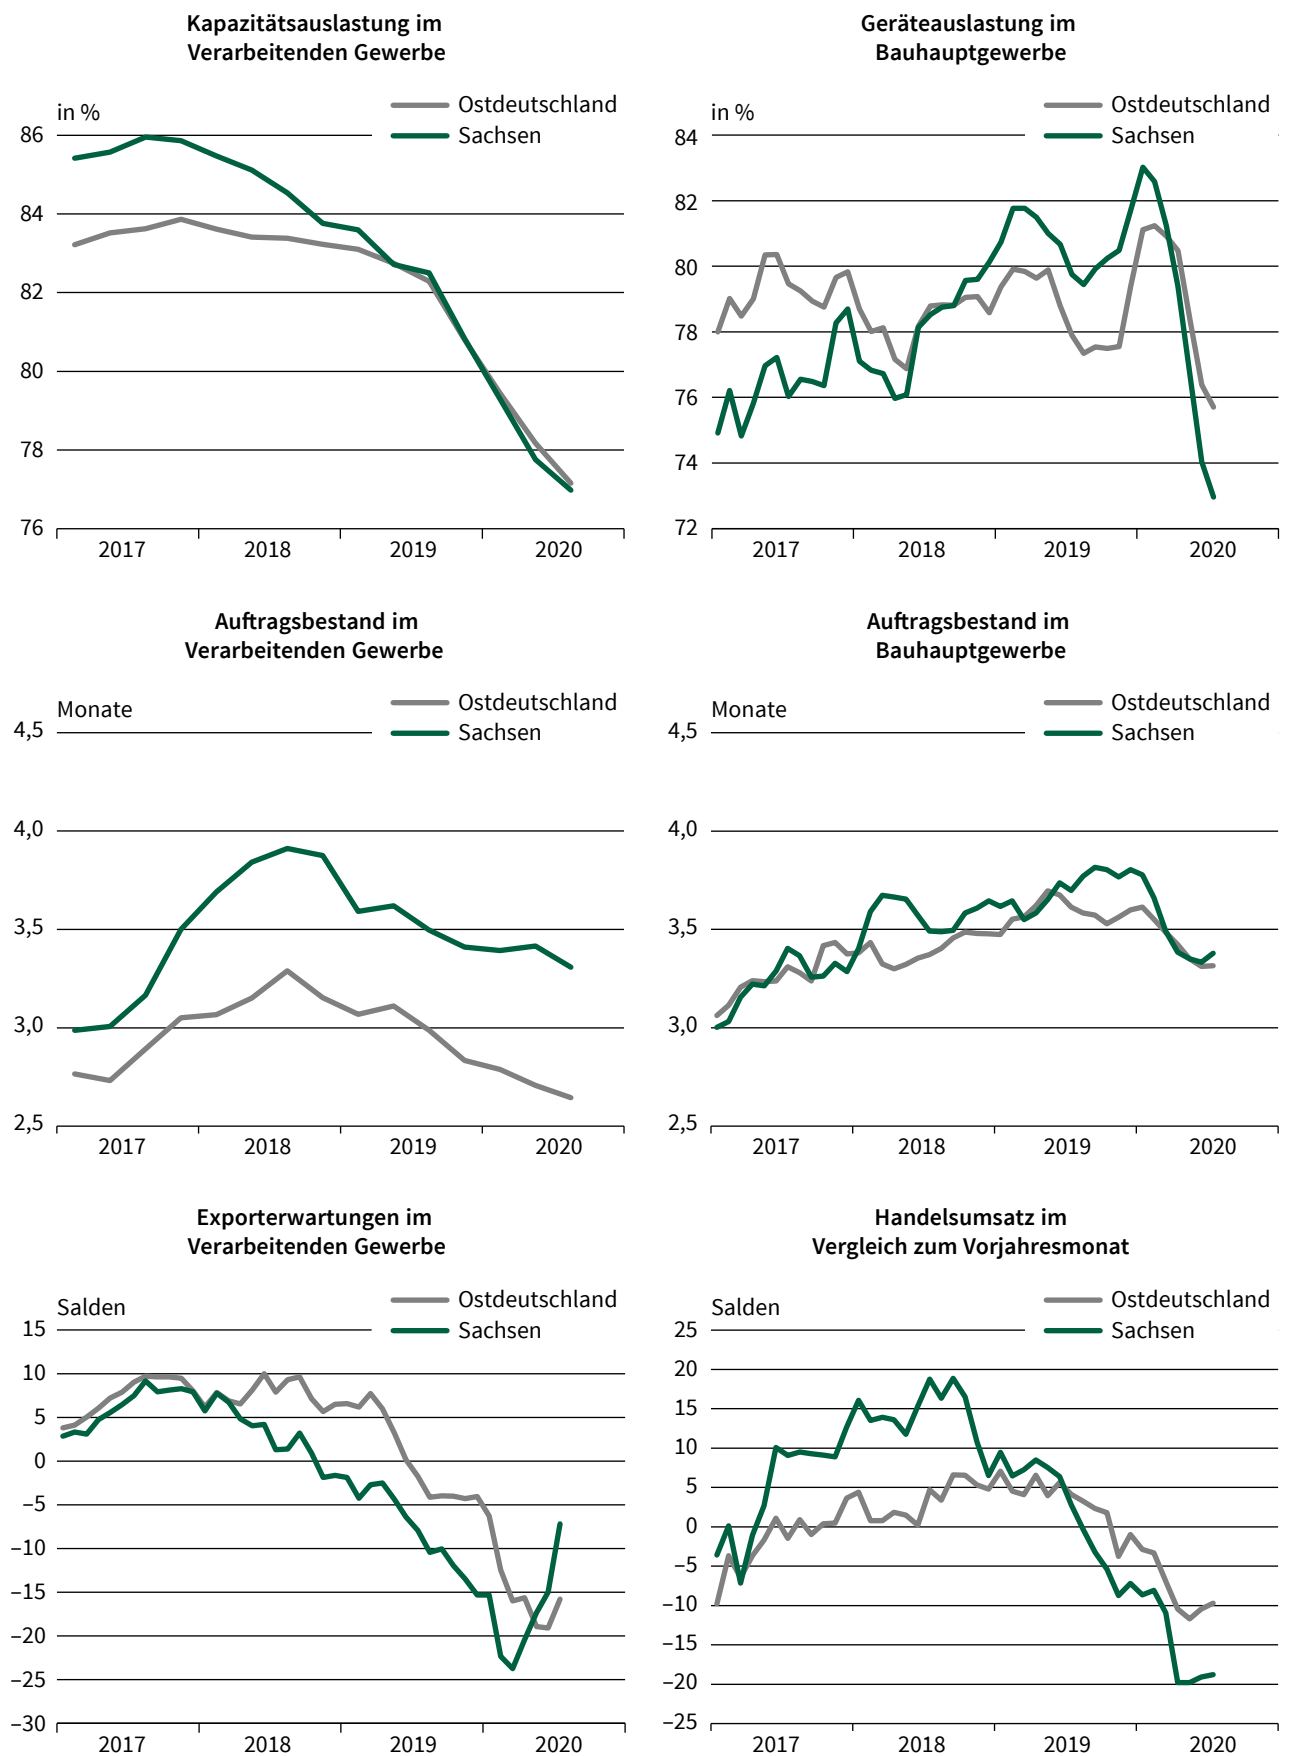 Kapazitätsauslastung im
Verarbeitenden Gewerbe
in %
Ostdeutschland
Sachsen
86
84
82
80
78
76
2017
2018
2019
2020
Geräteauslastung im
Bauhauptgewerbe
in %
Ostdeutschland
Sachsen
84
82
80
78
76
74
72
2017
2018
2019
2020
Auftragsbestand im
Verarbeitenden Gewerbe
Monate
Ostdeutschland
Sachsen
4,5
4,0
3,5
3,0
2,5
2017
2018
2019
2020
Auftragsbestand im
Bauhauptgewerbe
Monate
Ostdeutschland
Sachsen
4,5
4,0
3,5
3,0
2,5
2017
2018
2019
2020
Exporterwartungen im
Verarbeitenden Gewerbe
Salden
Ostdeutschland
Sachsen
15
10
5
0
−5
−10
−15
−20
−25
−30
2017
2018
2019
2020
Handelsumsatz im
Vergleich zum Vorjahresmonat
Salden
Ostdeutschland
Sachsen
25
20
15
10
5
0
−5
−10
−15
−20
−25
2017
2018
2019
2020